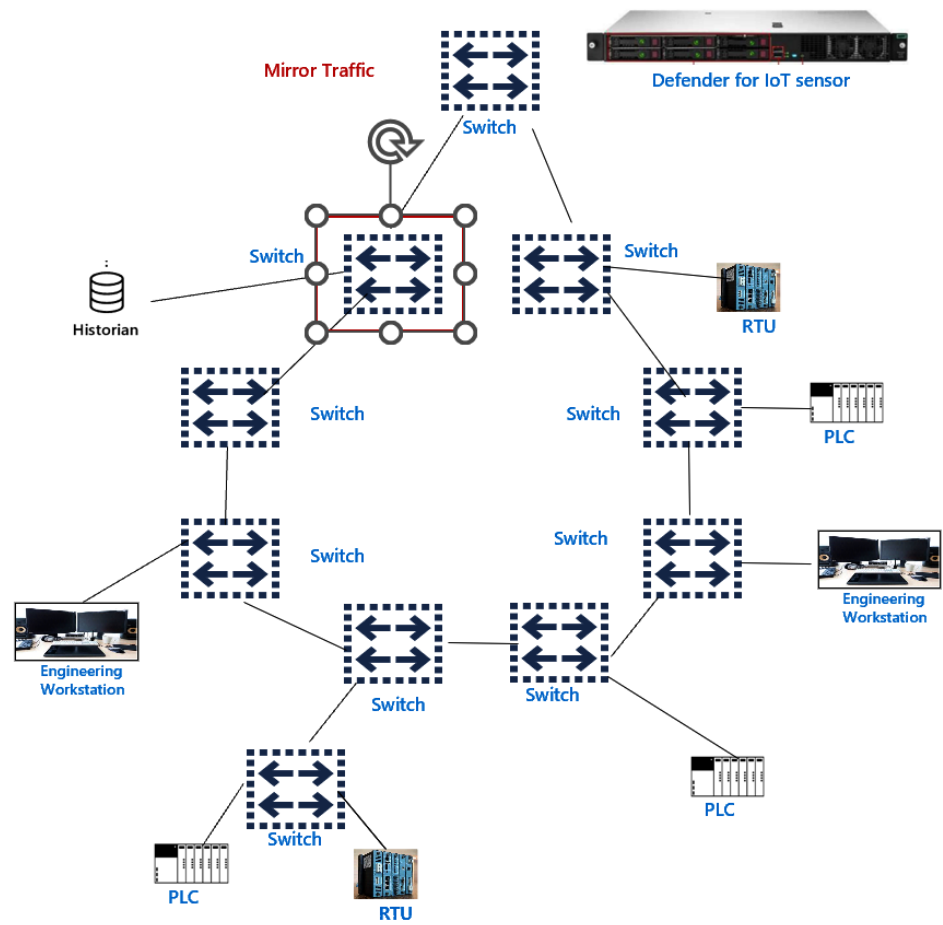 Mirror Traffic
Defender for IoT sensor
Switch
Switch
Switch
Historian
RTU
Switch
Switch
PLC
Switch
Switch
Engineering
Workstation
Engineering
Workstation
Switch
Switch
PLC
Switch
PLC
RTU